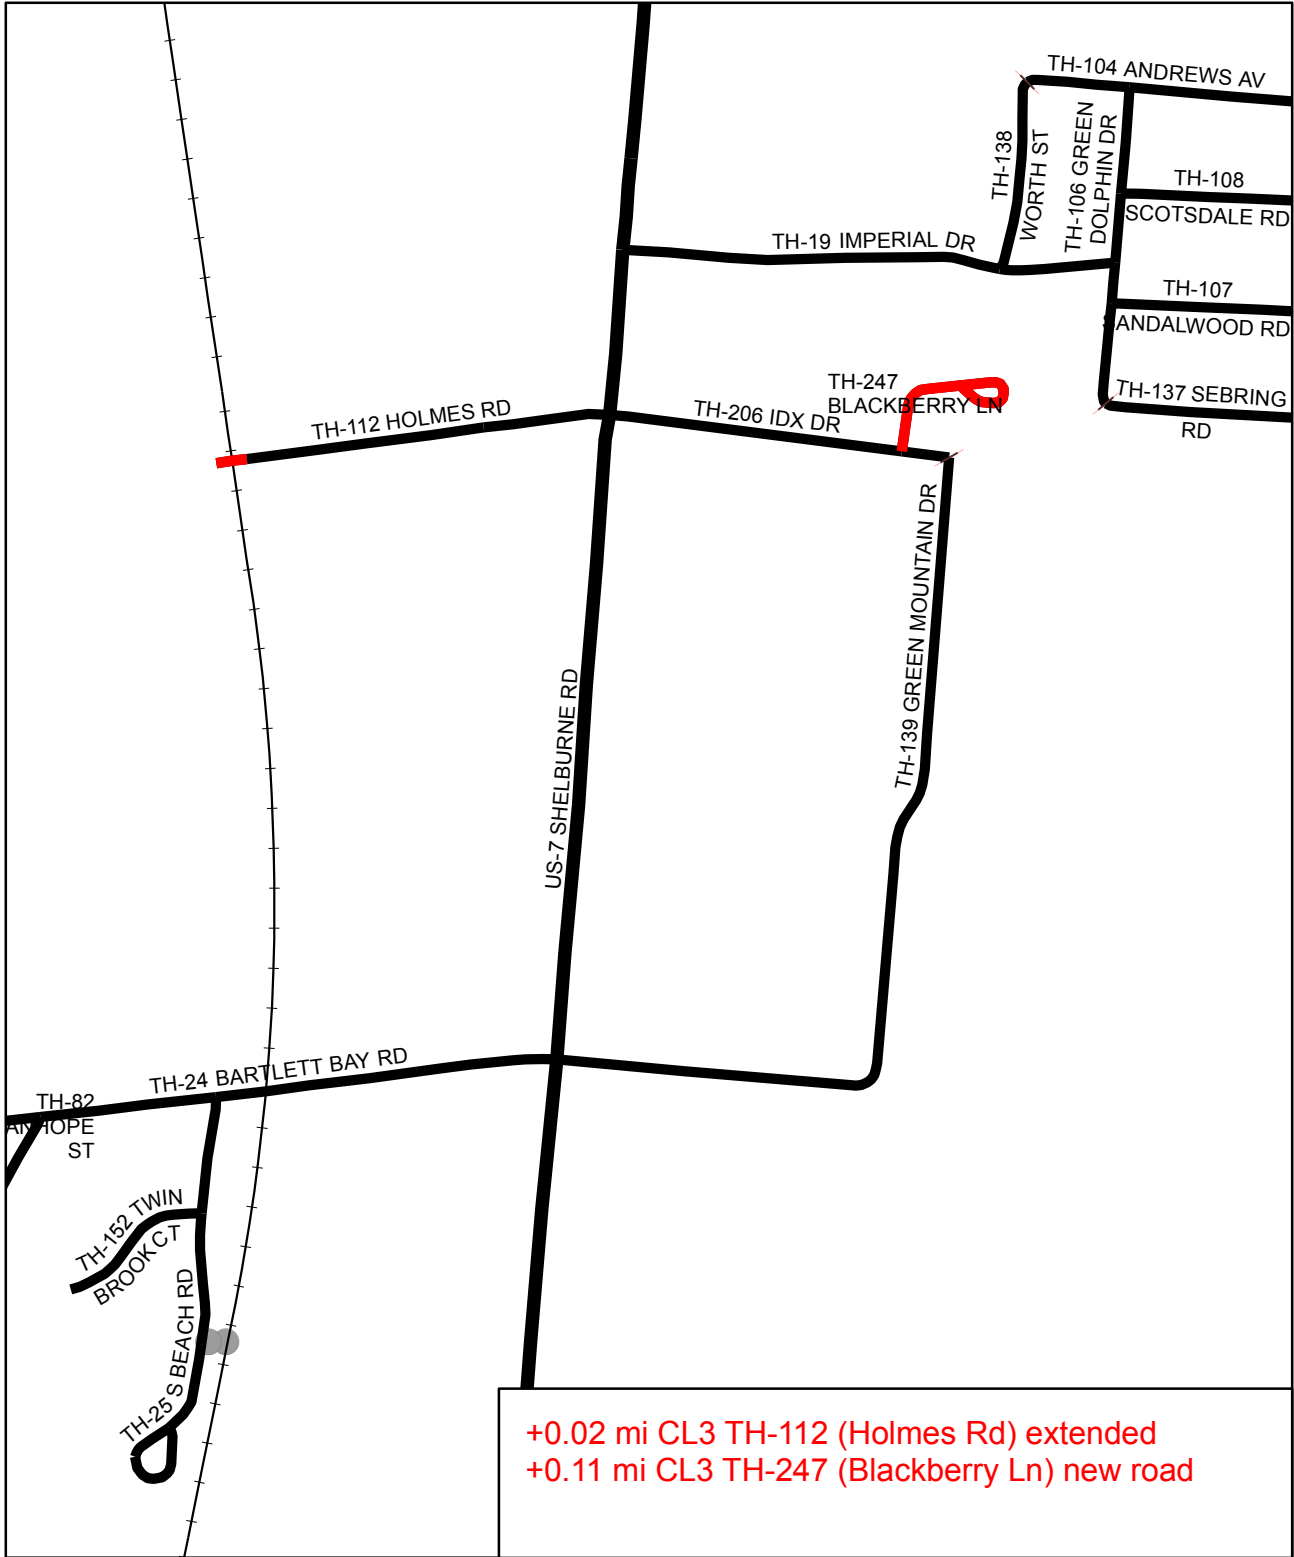 TH-104 ANDREWS AV
TH-138
WORTH ST
TH-106 GREEN
DOLPHIN DR
TH-108
SCOTSDALE RD
TH-19 IMPERIAL DR
TH-107
SANDALWOOD RD
TH-247
BLACKBERRY LN
TH-137 SEBRING
RD
TH-112 HOLMES RD
TH-206 IDX DR
TH-139 GREEN MOUNTAIN DR
US-7 SHELBURNE RD
TH-24 BARTLETT BAY RD
TH-82
ANHOPE
ST
TH-152 TWIN
BROOK CT
TH-25 S BEACH RD
+0.02 mi CL3 TH-112 (Holmes Rd) extended
+0.11 mi CL3 TH-247 (Blackberry Ln) new road